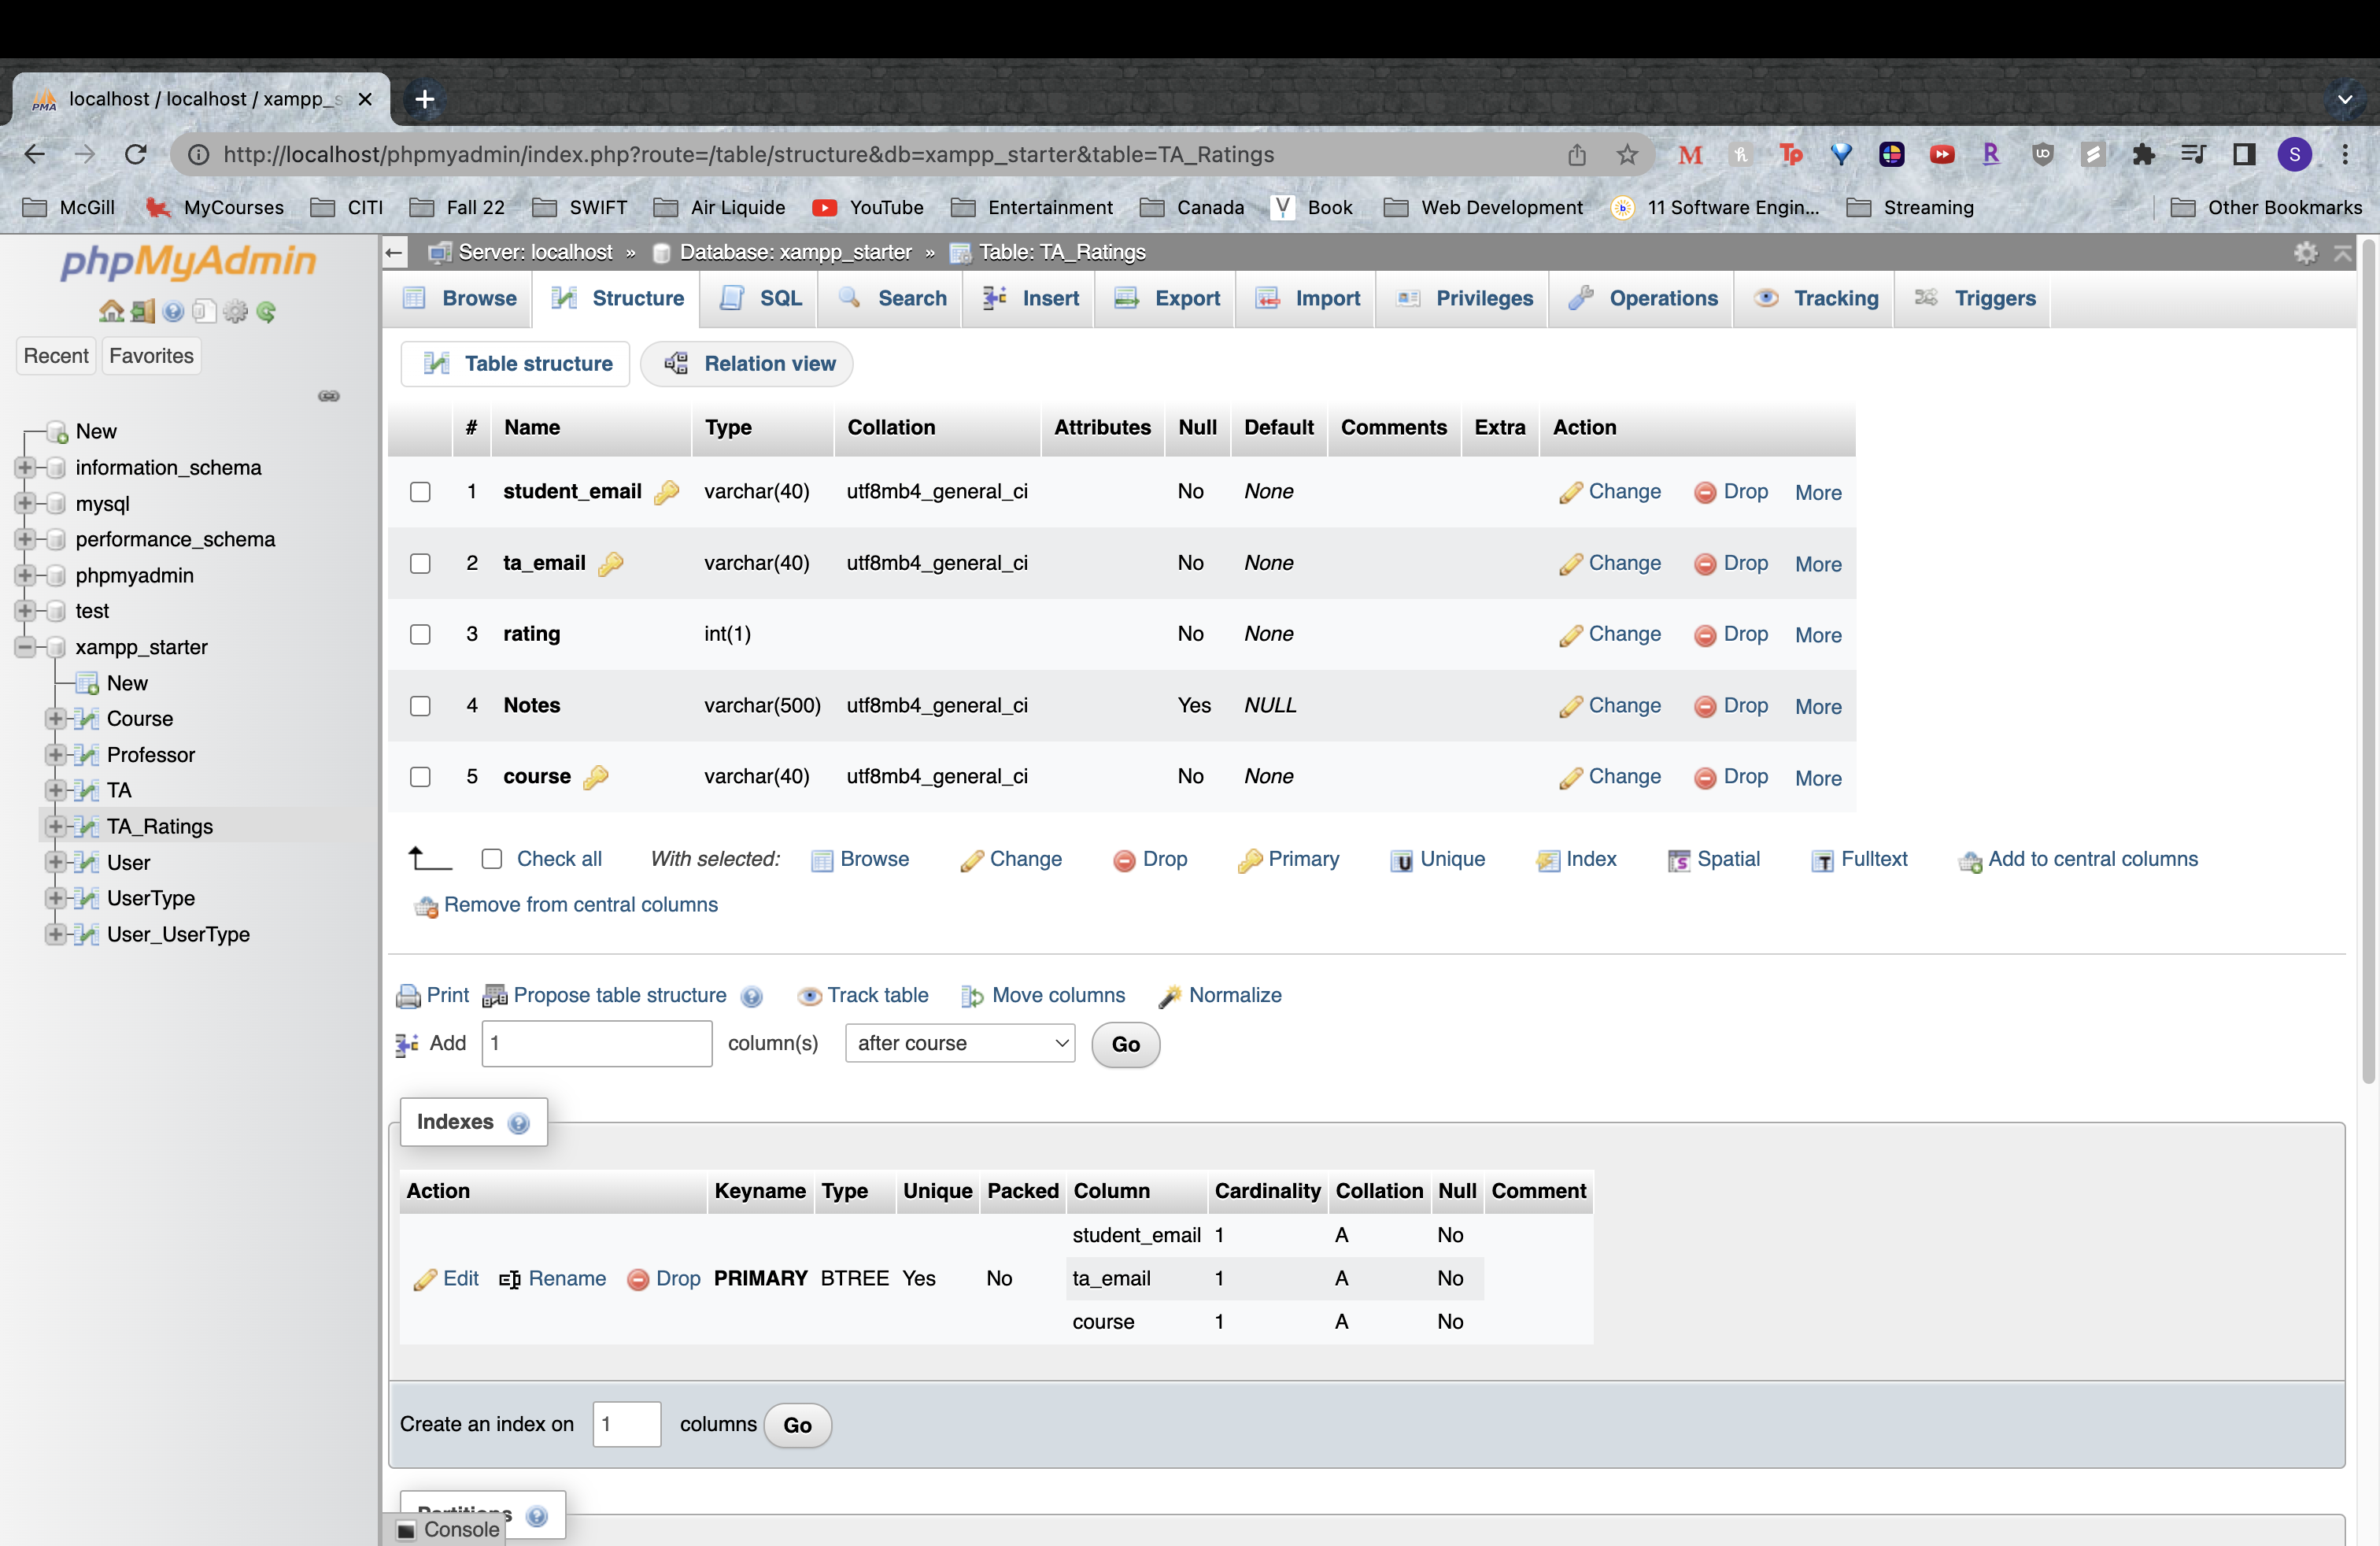 localhost / localhost / xampp_s
http://localhost/phpmyadmin/index.php?route=/table/structure&db=xampp_starter&table=TA_Ratings
McGill MyCourses CITI Fall 22 SWIFT Air Liquide YouTube Entertainment Canada Book Web Development 11 Software Engin... Streaming Other Bookmarks
phpMyAdmin
Recent Favorites
New
information_schema
mysql
performance_schema
phpmyadmin
test
xampp_starter
New
Course
Professor
TA
TA_Ratings
User
UserType
User_UserType
Server: localhost » Database: xampp_starter » Table: TA_Ratings
Browse Structure SQL Search Insert Export Import Privileges Operations Tracking Triggers
Table structure Relation view
# Name Type Collation Attributes Null Default Comments Extra Action
1 student_email varchar(40) utf8mb4_general_ci No None Change Drop More
2 ta_email varchar(40) utf8mb4_general_ci No None Change Drop More
3 rating int(1) No None Change Drop More
4 Notes varchar(500) utf8mb4_general_ci Yes NULL Change Drop More
5 course varchar(40) utf8mb4_general_ci No None Change Drop More
Check all With selected: Browse Change Drop Primary Unique Index Spatial Fulltext Add to central columns
Remove from central columns
Print Propose table structure Track table Move columns Normalize
Add 1 column(s) after course Go
Indexes
Action Keyname Type Unique Packed Column Cardinality Collation Null Comment
student_email 1 A No
Edit Rename Drop PRIMARY BTREE Yes No ta_email 1 A No
course 1 A No
Create an index on 1 columns Go
Partitions
Console